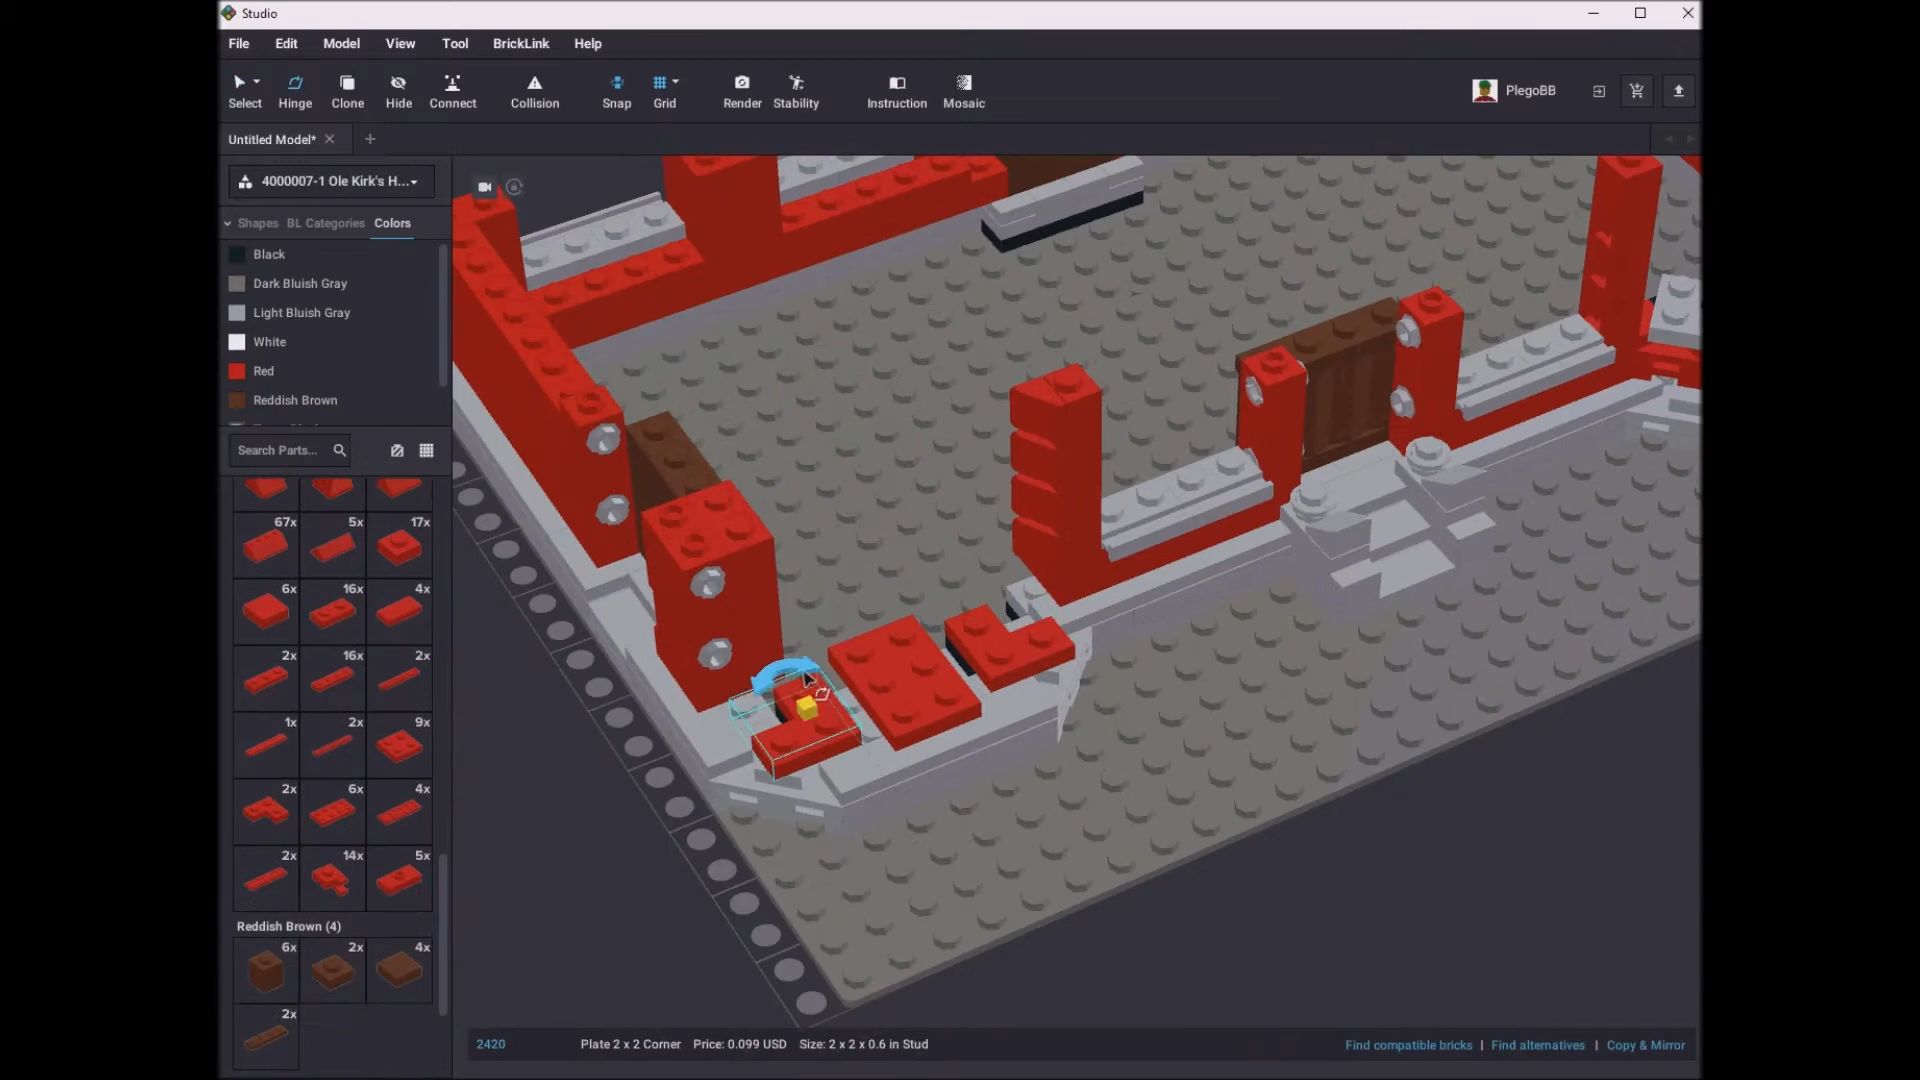 Studio
File Edit Model View Tool BrickLink Help
Select Hinge Clone Hide Connect Collision Snap Grid Render Stability Instruction Mosaic PlegoBB
Untitled Model*
4000007-1 Ole Kirk's H...
Shapes BL Categories Colors
Black
Dark Bluish Gray
Light Bluish Gray
White
Red
Reddish Brown
Search Parts...
67x 5x 17x
6x 16x 4x
2x 16x 2x
1x 2x 9x
2x 6x 4x
2x 14x 5x
Reddish Brown (4)
6x 2x 4x
2x
2420 Plate 2 x 2 Corner Price: 0.099 USD Size: 2 x 2 x 0.6 in Stud Find compatible bricks | Find alternatives | Copy & Mirror